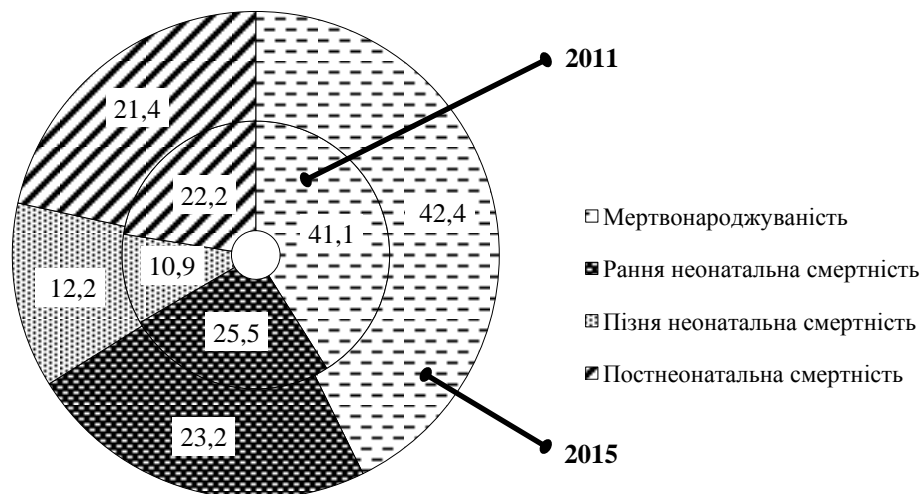 2011
21,4
22,2
42,4
41,1
10,9
12,2
25,5
23,2
2015
Мертвонароджуваність
Рання неонатальна смертність
Пізня неонатальна смертність
Постнеонатальна смертність